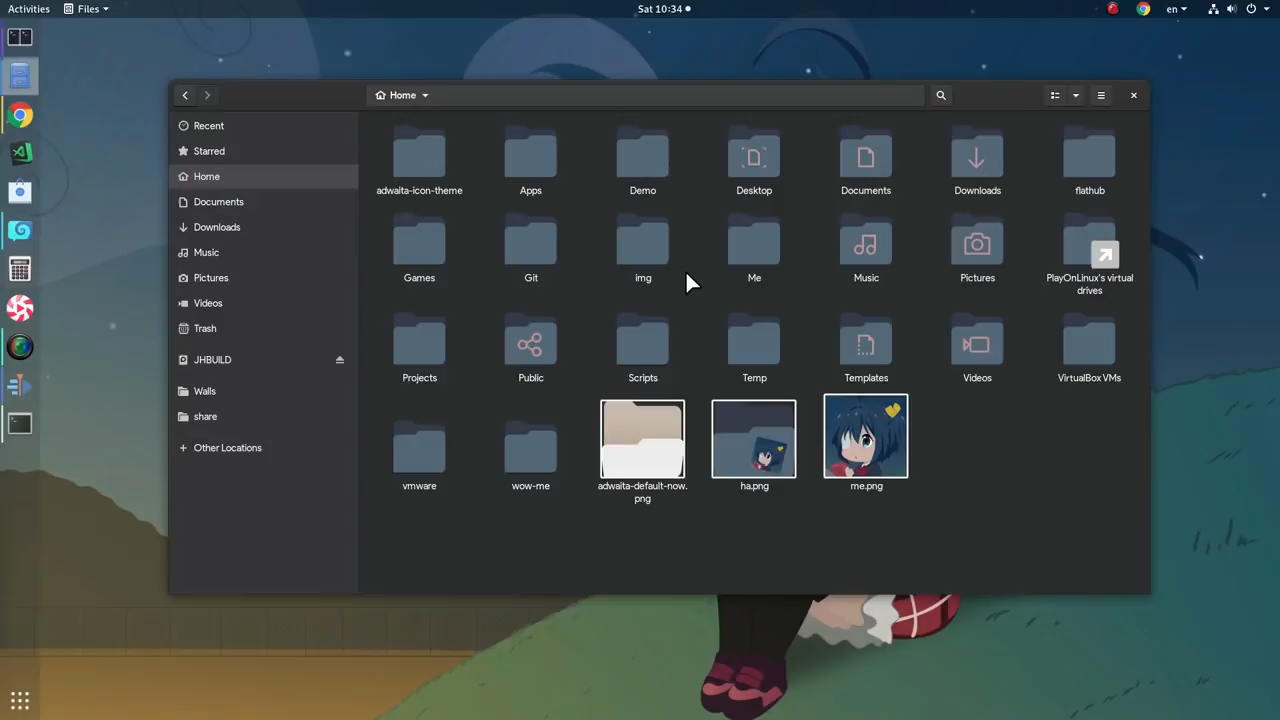 Activities
Files
Sat 10:34
en
Home
Recent
Starred
Home
Documents
Downloads
Music
Pictures
Videos
Trash
JHBUILD
Walls
share
Other Locations
adwaita-icon-theme
Apps
Demo
Desktop
Documents
Downloads
flathub
Games
Git
img
Me
Music
Pictures
PlayOnLinux's virtual
drives
Projects
Public
Scripts
Temp
Templates
Videos
VirtualBox VMs
vmware
wow-me
adwaita-default-now.
png
ha.png
me.png